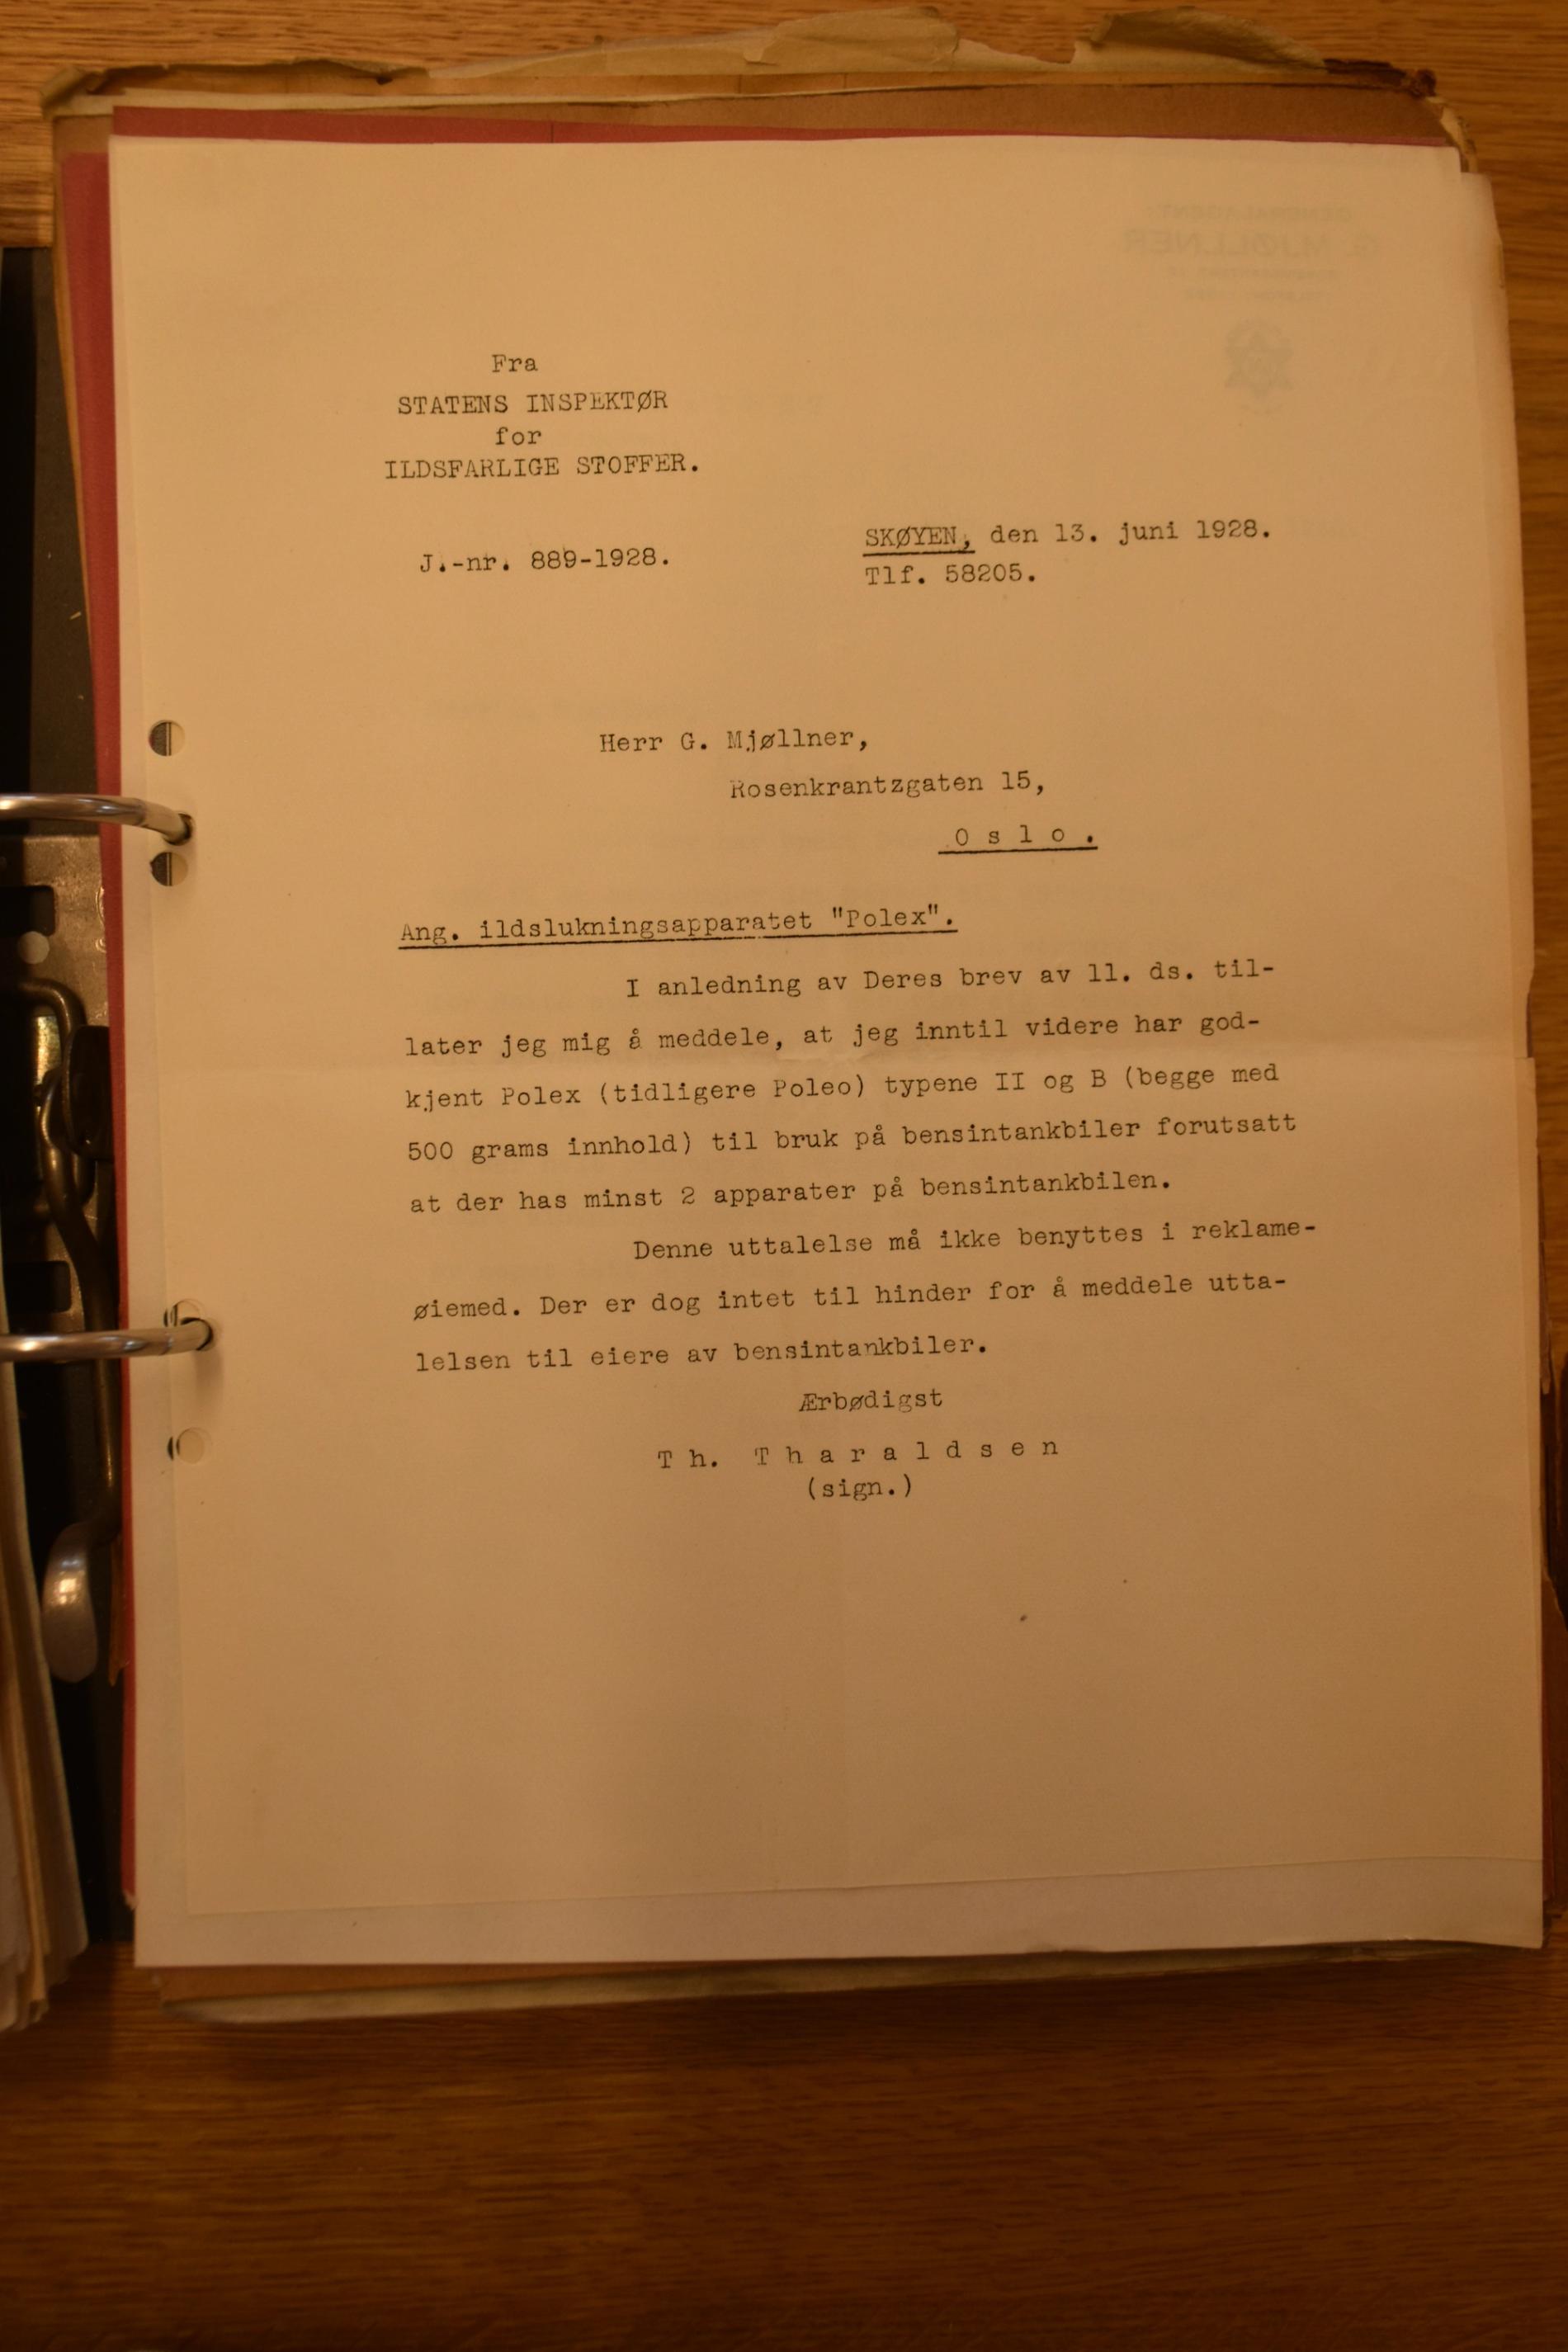 Fra
STATENS INSPEKTØR
for
ILDSFARLIGE STOFFER.
J.-nr. 889-1928.
SKØYEN, den 13. juni 1928.
Tlf. 58205.
Herr G. Mjøllner,
Rosenkrantzgaten 15,
O s l o .
Ang. ildslukningsapparatet "Polex".
I anledning av Deres brev av 11. ds. til-
later jeg mig å meddele, at jeg inntil videre har god-
kjent Polex (tidligere Poleo) typene II og B (begge med
500 grams innhold) til bruk på bensintankbiler forutsatt
at der has minst 2 apparater på bensintankbilen.
Denne uttalelse må ikke benyttes i reklame-
øiemed. Der er dog intet til hinder for å meddele utta-
lelsen til eiere av bensintankbiler.
Ærbødigst
T h. T h a r a l d s e n
(sign.)